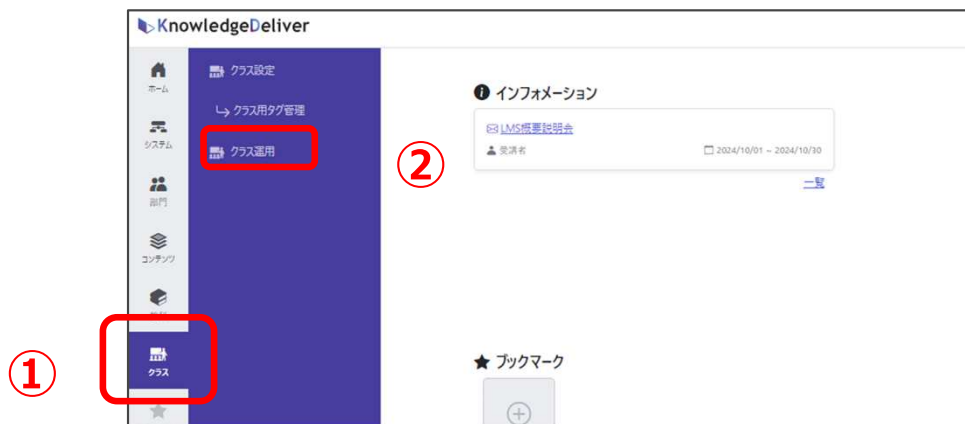 KnowledgeDeliver
ホーム
システム
部門
コンテンツ
クラス
クラス設定
クラス用タグ管理
クラス運用
①
②
インフォメーション
LMS概要説明会
受講者
2024/10/01 ~ 2024/10/30
一覧
ブックマーク